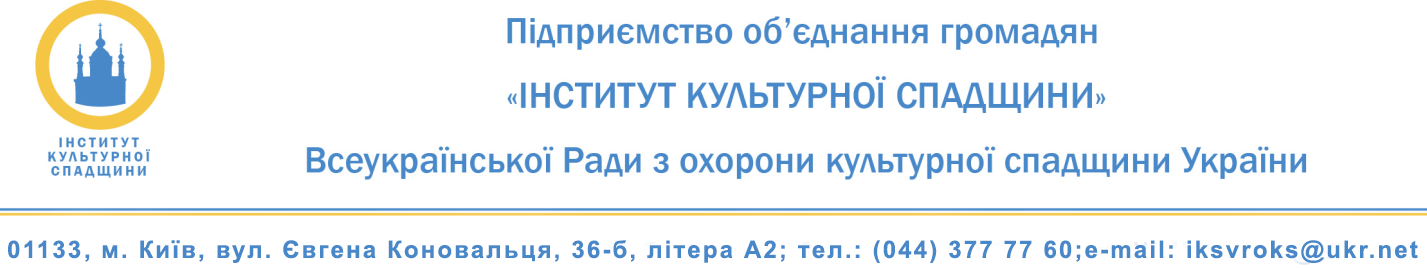 Підприємство об’єднання громадян
«ІНСТИТУТ КУЛЬТУРНОЇ СПАДЩИНИ»
Всеукраїнської Ради з охорони культурної спадщини України
ІНСТИТУТ
КУЛЬТУРНОЇ
СПАДЩИНИ
01133, м. Київ, вул. Євгена Коновальця, 36-б, літера А2; тел.: (044) 377 77 60;e-mail: iksvroks@ukr.net